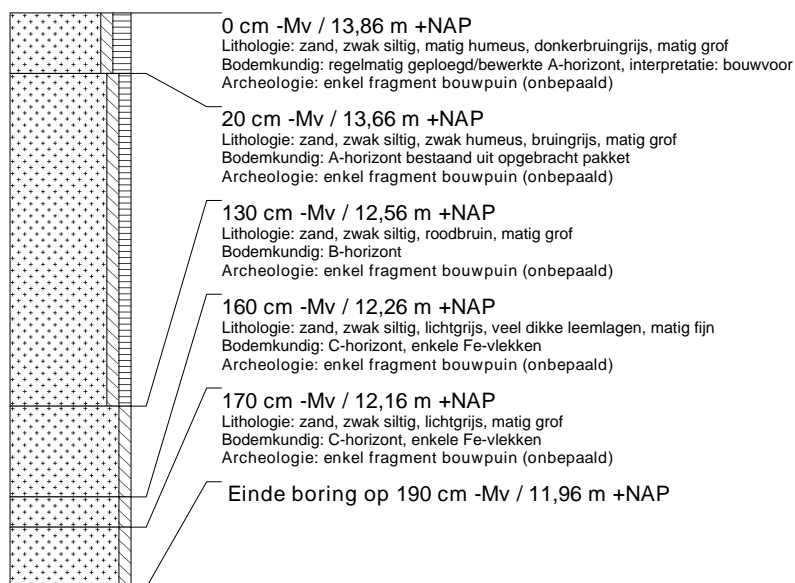 0 cm -Mv / 13,86 m +NAP
Lithologie: zand, zwak siltig, matig humeus, donkerbruingrijs, matig grof
Bodemkundig: regelmatig geploegd/bewerkte A-horizont, interpretatie: bouwvoor
Archeologie: enkel fragment bouwpuin (onbepaald)
20 cm -Mv / 13,66 m +NAP
Lithologie: zand, zwak siltig, zwak humeus, bruingrijs, matig grof
Bodemkundig: A-horizont bestaand uit opgebracht pakket
Archeologie: enkel fragment bouwpuin (onbepaald)
130 cm -Mv / 12,56 m +NAP
Lithologie: zand, zwak siltig, roodbruin, matig grof
Bodemkundig: B-horizont
Archeologie: enkel fragment bouwpuin (onbepaald)
160 cm -Mv / 12,26 m +NAP
Lithologie: zand, zwak siltig, lichtgrijs, veel dikke leemlagen, matig fijn
Bodemkundig: C-horizont, enkele Fe-vlekken
Archeologie: enkel fragment bouwpuin (onbepaald)
170 cm -Mv / 12,16 m +NAP
Lithologie: zand, zwak siltig, lichtgrijs, matig grof
Bodemkundig: C-horizont, enkele Fe-vlekken
Archeologie: enkel fragment bouwpuin (onbepaald)
Einde boring op 190 cm -Mv / 11,96 m +NAP